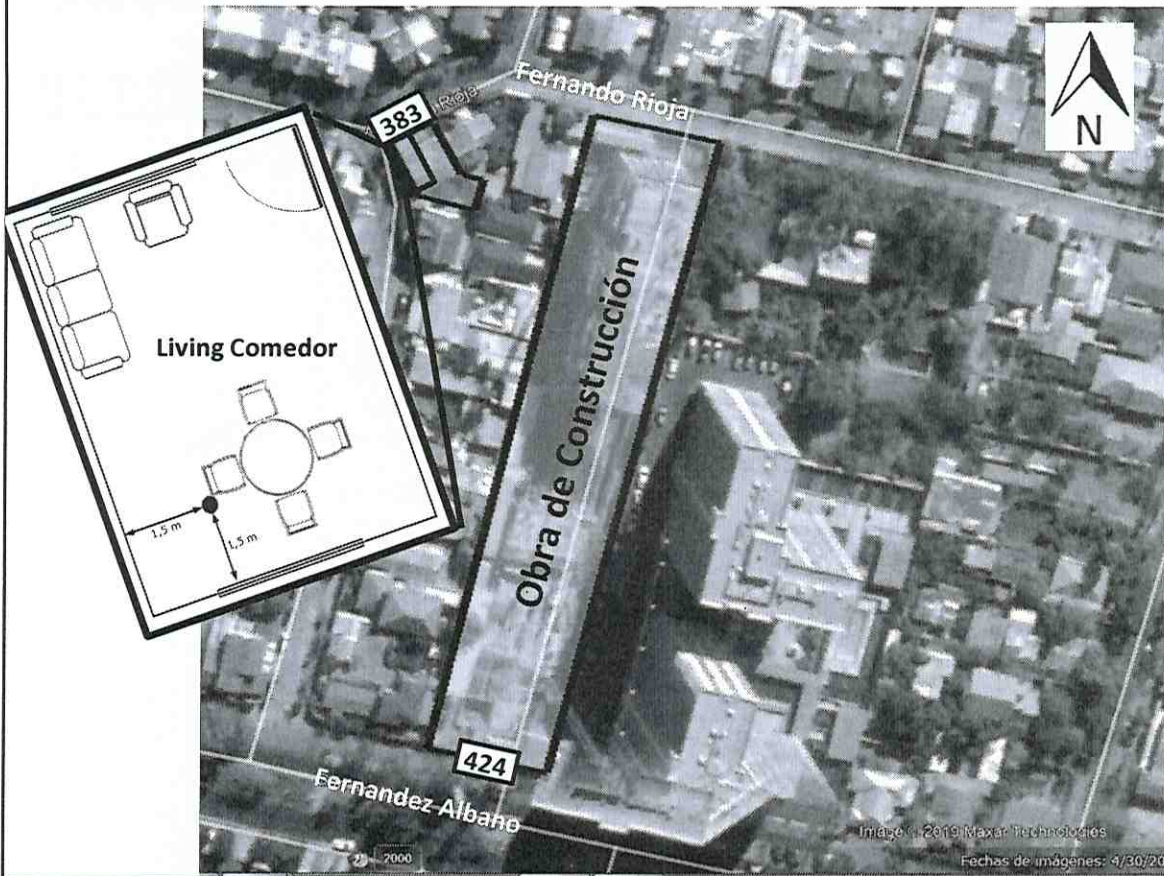 Fernando Rioja
N
Rioja
383
Living Comedor
Obra de Construcción
1,5 m
1,5 m
424
Fernandez Albano
Image © 2019 Maxar Technologies
2000
Fechas de imágenes: 4/30/20